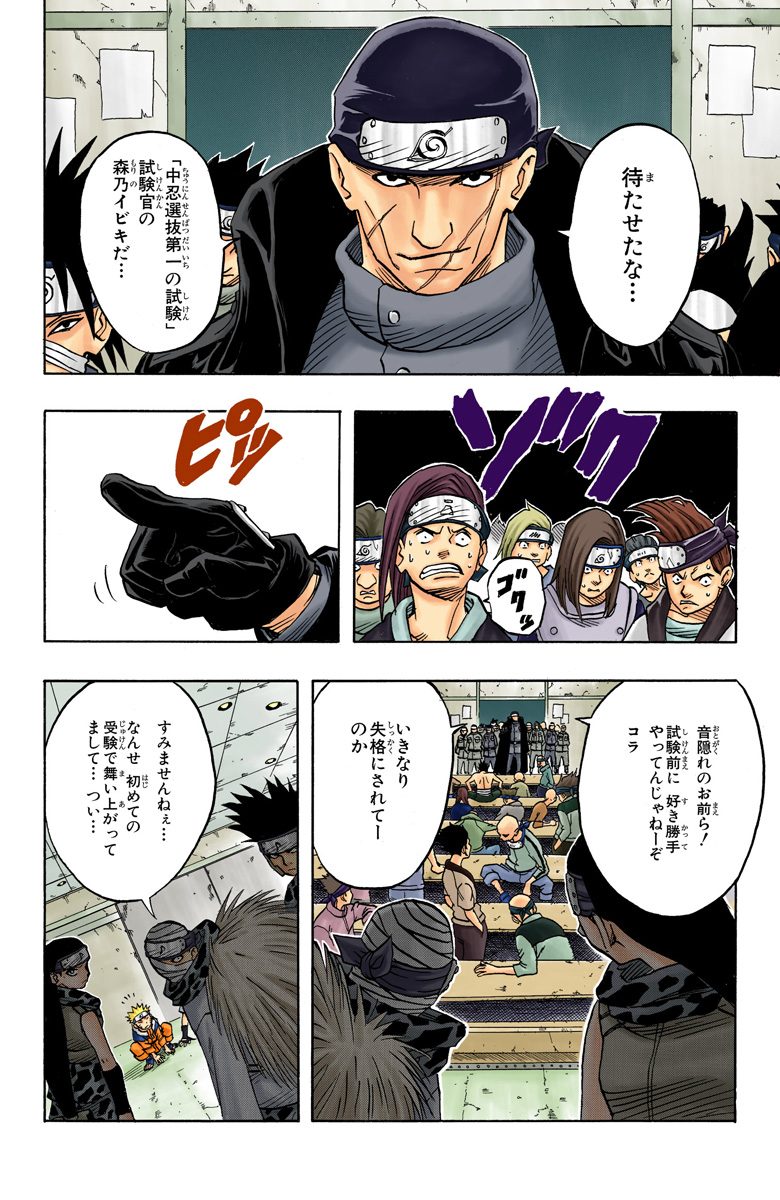 待たせたな…
「中忍選抜第一の試験」
試験官の
森乃イビキだ…
ゾクッ
ゴクッ
ピッ
音隠れのお前ら!
試験前に 好き勝手
やってんじゃねーぞ
コラ
いきなり
失格にされてー
のか
すみませんねぇ…
なんせ 初めての
受験で舞い上がって
まして…つい…